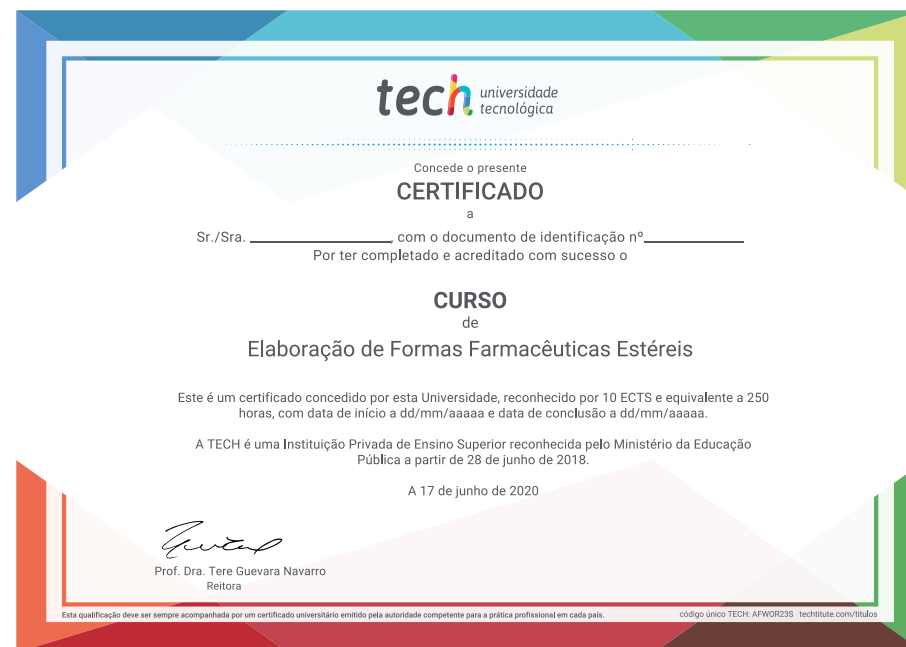 tech universidade
tecnológica
Concede o presente
CERTIFICADO
a
Sr./Sra. __________________, com o documento de identificação nº_____________
Por ter completado e acreditado com sucesso o
CURSO
de
Elaboração de Formas Farmacêuticas Estéreis
Este é um certificado concedido por esta Universidade, reconhecido por 10 ECTS e equivalente a 250
horas, com data de início a dd/mm/aaaaa e data de conclusão a dd/mm/aaaaa.
A TECH é uma Instituição Privada de Ensino Superior reconhecida pelo Ministério da Educação
Pública a partir de 28 de junho de 2018.
A 17 de junho de 2020
Prof. Dra. Tere Guevara Navarro
Reitora
Esta qualificação deve ser sempre acompanhada por um certificado universitário emitido pela autoridade competente para a prática profissional em cada país.
código único TECH: AFWOR23S techtitute.com/titulos